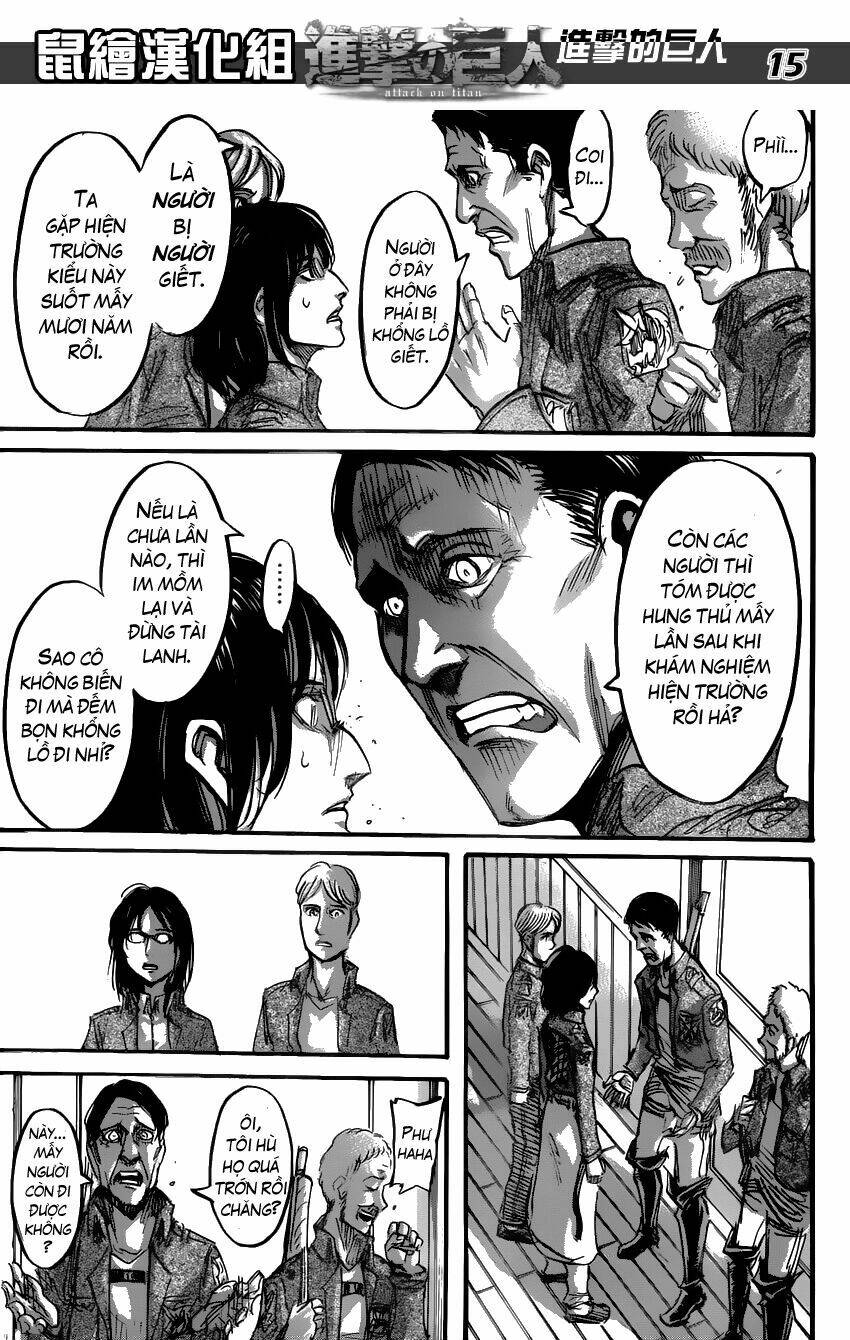 鼠繪漢化組
進撃の巨人
attack on titan
進擊的巨人
15
PHÌÌ...
COI
ĐI...
NGƯỜI
Ở ĐÂY
KHÔNG
PHẢI BỊ
KHỔNG LỒ
GIẾT.
LÀ
NGƯỜI
BỊ
NGƯỜI
GIẾT.
TA
GẶP HIỆN
TRƯỜNG
KIỂU NÀY
SUỐT MẤY
MƯƠI NĂM
RỒI.
CÒN CÁC
NGƯỜI THÌ
TÓM ĐƯỢC
HUNG THỦ MẤY
LẦN SAU KHI
KHÁM NGHIỆM
HIỆN TRƯỜNG
RỒI HẢ?
......
NẾU LÀ
CHƯA LẦN
NÀO, THÌ
IM MỒM
LẠI VÀ
ĐỪNG TÀI
LANH.
SAO CÔ
KHÔNG BIẾN
ĐI MÀ ĐẾM
BỌN KHỔNG
LỒ ĐI NHỈ?
PHƯ
HAHA
ÔI,
TÔI HÙ
HỌ QUÁ
TRỚN RỒI
CHĂNG?
NÀY...
MẤY
NGƯỜI
CÒN ĐI
ĐƯỢC
KHÔNG
?